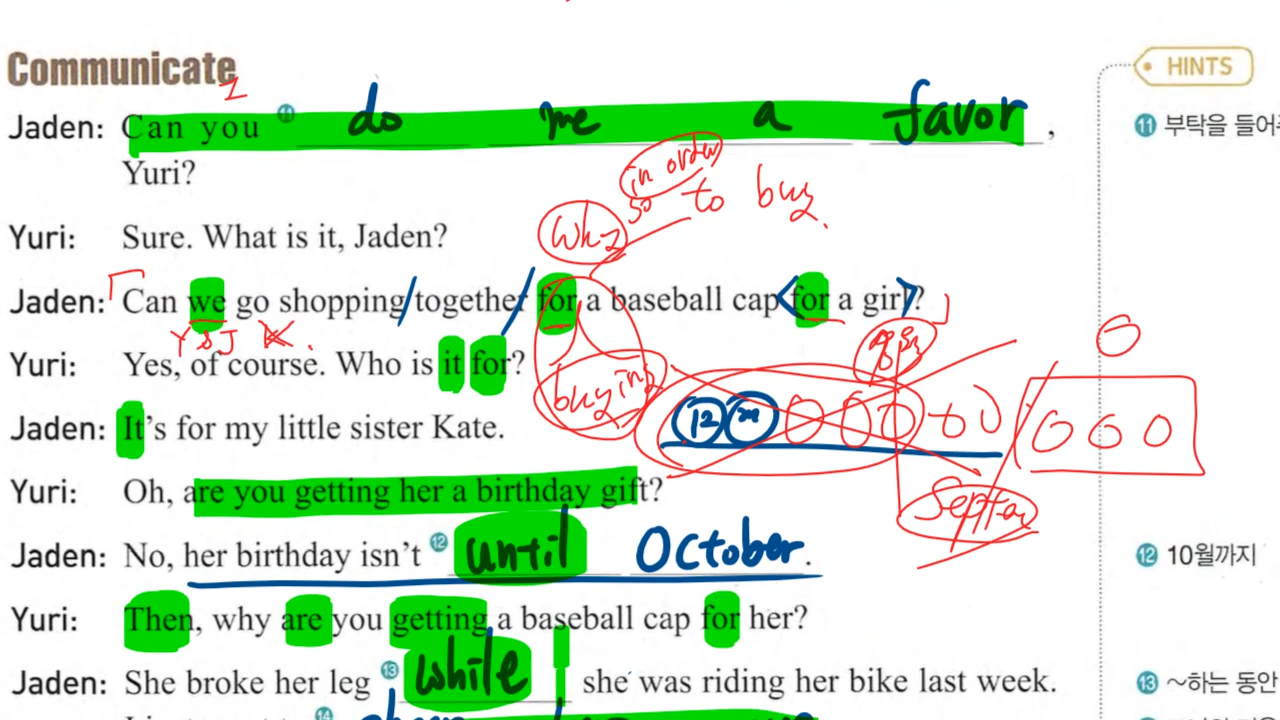 Communicate
HINTS
Jaden: Can you ⑪ do me a favor,
⑪ 부탁을 들어
Yuri?
in order
so to buy
Yuri: Sure. What is it, Jaden?
why
Jaden: Can we go shopping/together/for a baseball cap<for a girl>?
Y & J K
Yuri: Yes, of course. Who is it for?
buying
12
Jaden: It's for my little sister Kate.
Yuri: Oh, are you getting her a birthday gift?
Jaden: No, her birthday isn't ⑫ until October.
⑫ 10월까지
Yuri: Then, why are you getting a baseball cap for her?
Jaden: She broke her leg ⑬ while she was riding her bike last week.
⑬ ~하는 동안